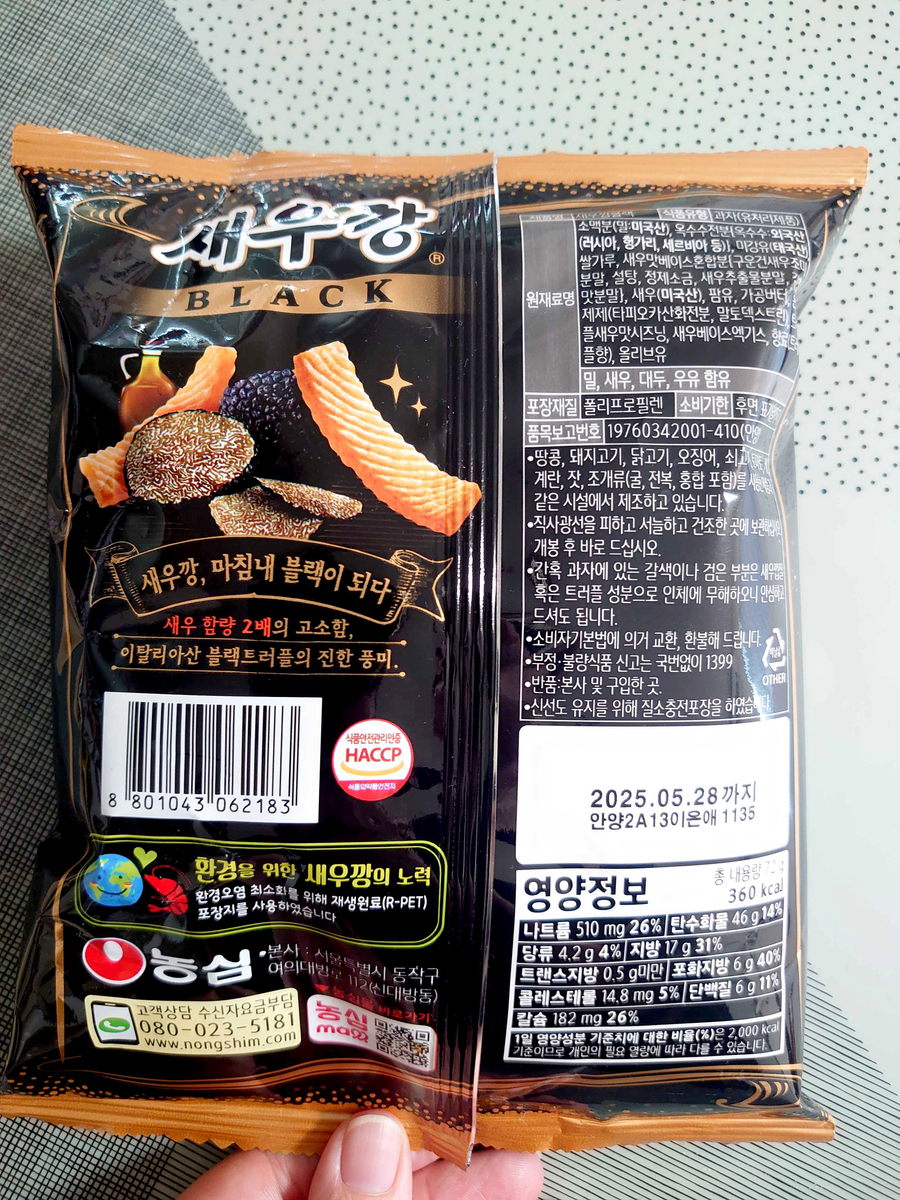 새우깡®
BLACK
새우깡, 마침내 블랙이 되다
새우 함량 2배의 고소함,
이탈리아산 블랙트러플의 진한 풍미.
8 801043 062183
식품안전관리인증
HACCP
식품의약품안전처
환경을 위한 새우깡의 노력
환경오염 최소화를 위해 재생원료(R-PET)
포장지를 사용하였습니다
농심
본사 : 서울특별시 동작구
여의대방로 112(신대방동)
고객상담 수신자요금부담
080-023-5181
www.nongshim.com
바로가기
농심
제품명 새우깡블랙 식품유형 과자(유처리제품)
원재료명
소맥분(밀:미국산), 옥수수전분(옥수수:외국산
(러시아, 헝가리, 세르비아 등)), 미강유(태국산)
쌀가루, 새우맛베이스혼합분{구운건새우
분말, 설탕, 정제소금, 새우추출물분말,
맛분말}, 새우(미국산), 팜유, 가공버터,
제제(타피오카산화전분, 말토덱스트린)
플새우맛시즈닝, 새우베이스엑기스, 향료
플향), 올리브유
밀, 새우, 대두, 우유 함유
포장재질 폴리프로필렌 소비기한 후면
품목보고번호 19760342001-410(안양
•땅콩, 돼지고기, 닭고기, 오징어,
계란, 잣, 조개류(굴, 전복, 홍합 포함)를
같은 시설에서 제조하고 있습니다.
•직사광선을 피하고 서늘하고 건조한 곳에
개봉 후 바로 드십시오.
•간혹 과자에 있는 갈색이나 검은 부분은
혹은 트러플 성분으로 인체에 무해하오니 안심하고
드셔도 됩니다.
•소비자기본법에 의거 교환, 환불해 드립니다.
•부정·불량식품 신고는 국번없이 1399
•반품:본사 및 구입한 곳.
•신선도 유지를 위해 질소충전포장을 하였습니다.
OTHER
2025.05.28까지
안양2A13이은애 1135
영양정보
총 내용량
360 kcal
나트륨 510 mg 26% 탄수화물 46 g 14%
당류 4.2 g 4% 지방 17 g 31%
트랜스지방 0.5 g미만 포화지방 6 g 40%
콜레스테롤 14.8 mg 5% 단백질 6 g 11%
칼슘 182 mg 26%
1일 영양성분 기준치에 대한 비율(%)은 2,000 kcal
기준이므로 개인의 필요 열량에 따라 다를 수 있습니다.